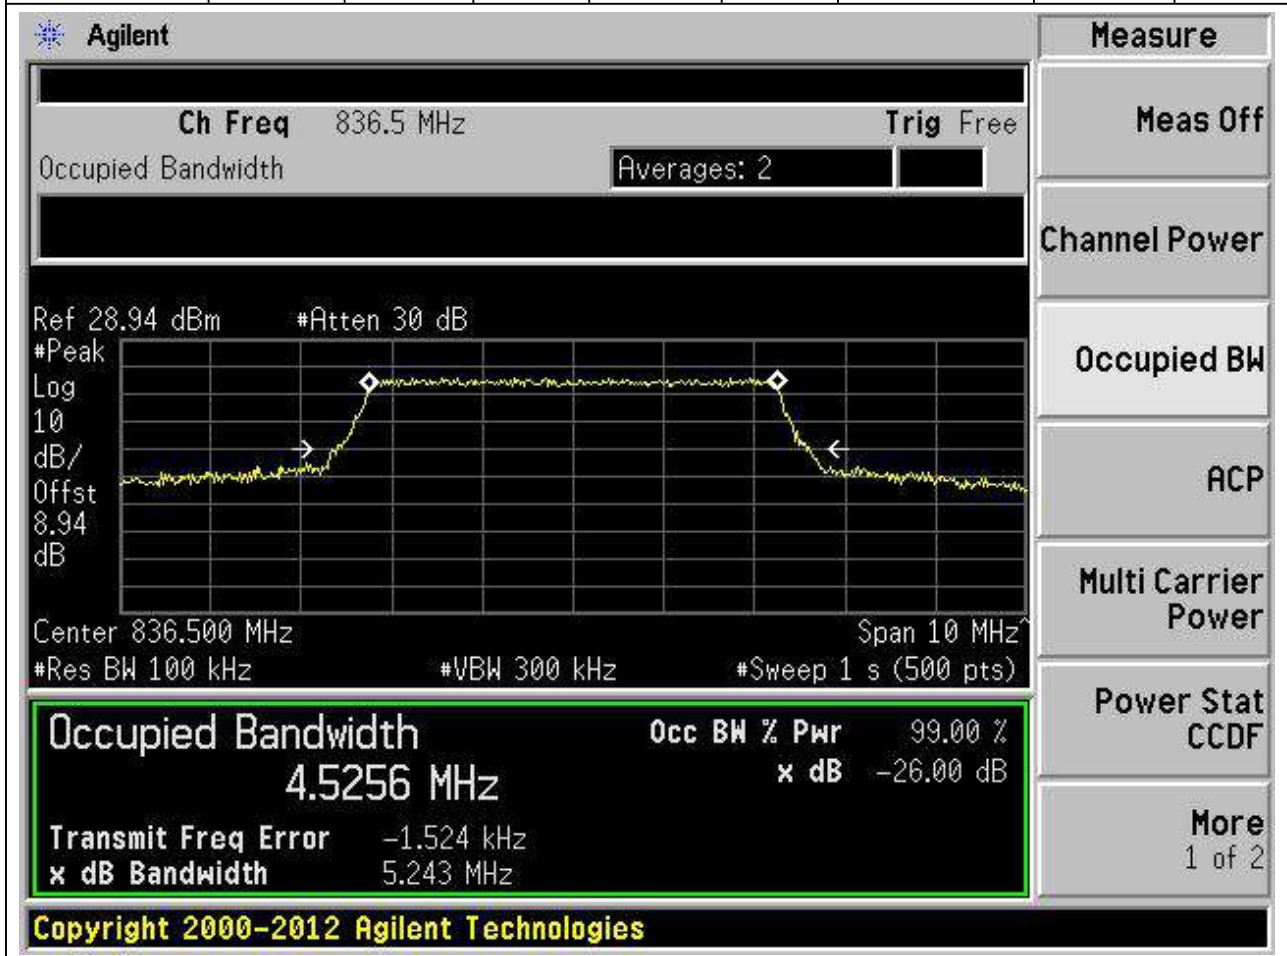 Agilent
Measure
Ch Freq 836.5 MHz Trig Free
Occupied Bandwidth Averages: 2
Meas Off
Channel Power
Occupied BW
ACP
Multi Carrier
Power
Power Stat
CCDF
More
1 of 2
Ref 28.94 dBm #Atten 30 dB
#Peak
Log
10
dB/
Offst
8.94
dB
Center 836.500 MHz Span 10 MHz^
#Res BW 100 kHz #VBW 300 kHz #Sweep 1 s (500 pts)
Occupied Bandwidth Occ BW % Pwr 99.00 %
4.5256 MHz x dB -26.00 dB
Transmit Freq Error -1.524 kHz
x dB Bandwidth 5.243 MHz
Copyright 2000-2012 Agilent Technologies